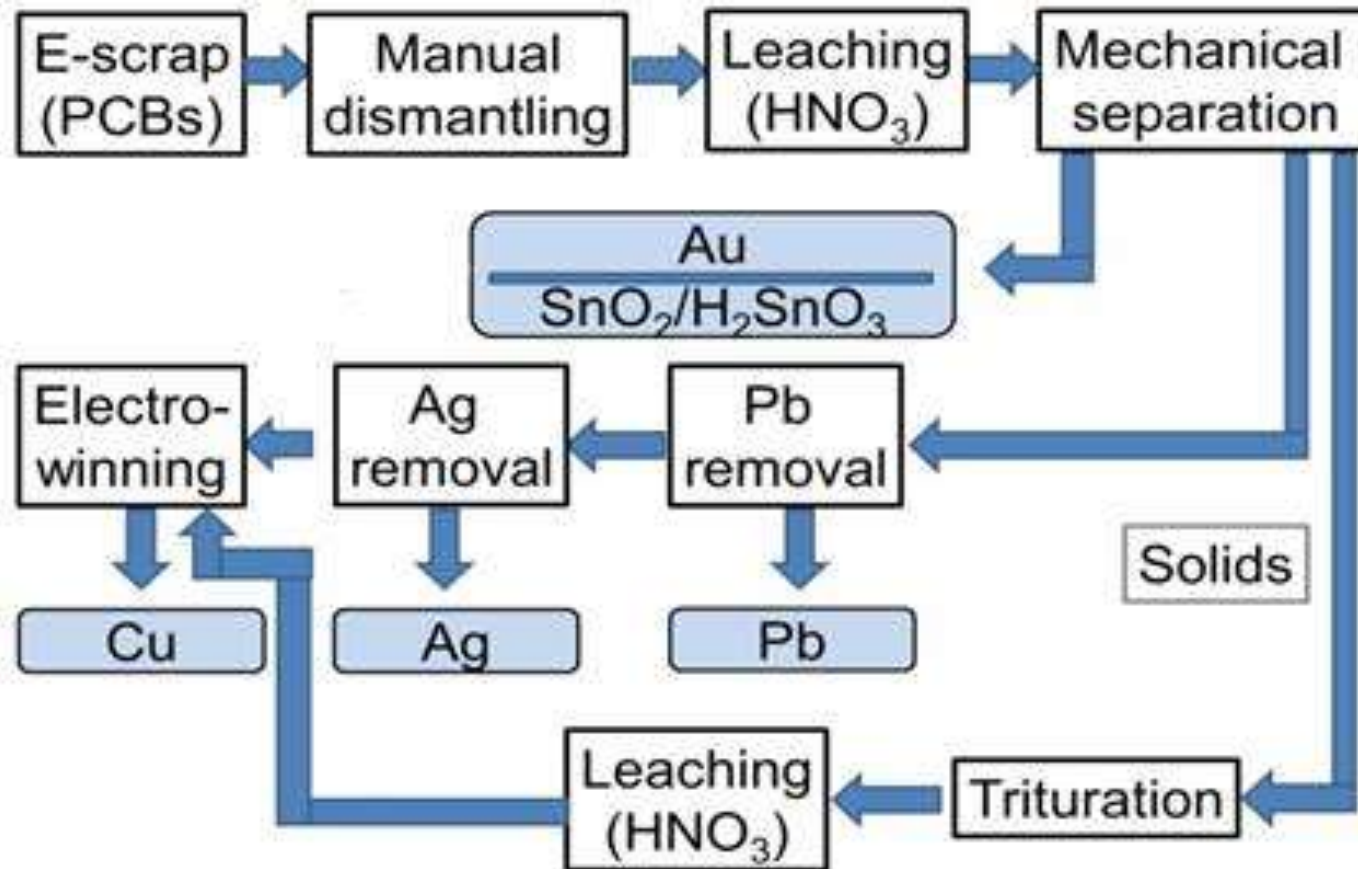 E-scrap
(PCBs)
Manual
dismantling
Leaching
(HNO₃)
Mechanical
separation
Au
SnO₂/H₂SnO₃
Electro-
winning
Ag
removal
Pb
removal
Solids
Cu
Ag
Pb
Leaching
(HNO₃)
Trituration